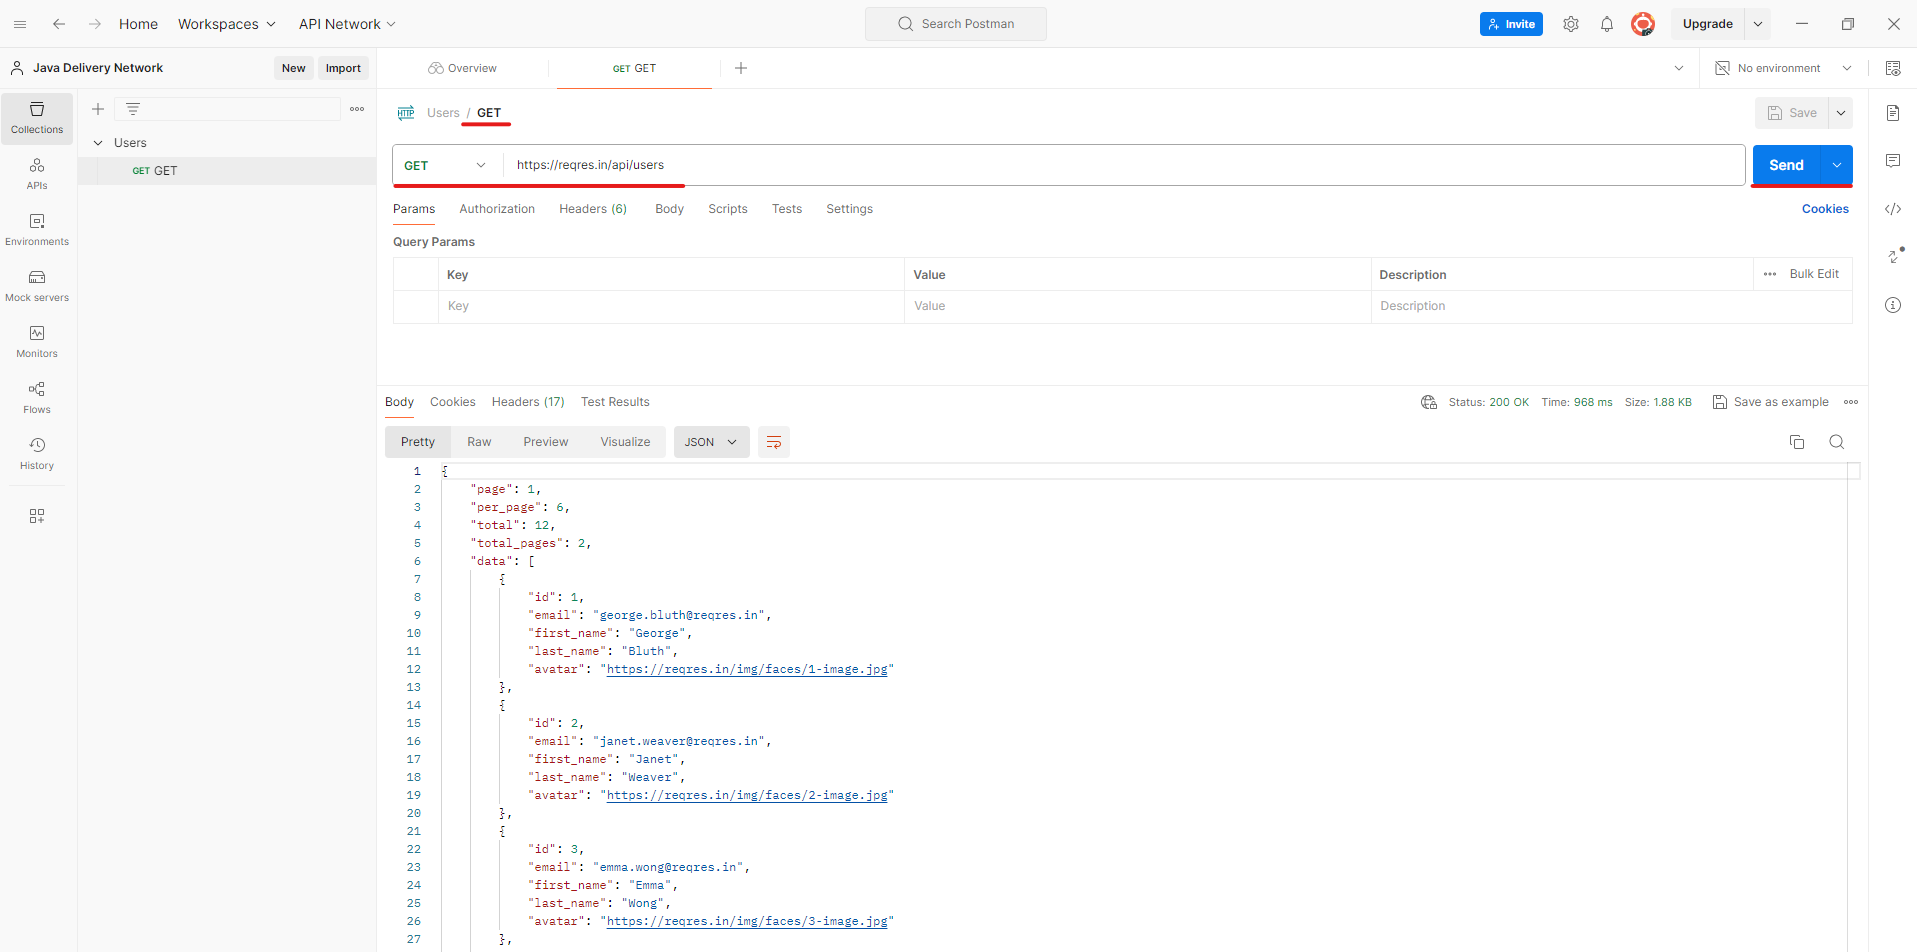 Home Workspaces API Network Search Postman Invite Upgrade
Java Delivery Network New Import Overview GET GET No environment
Collections
APIs
Environments
Mock servers
Monitors
Flows
History
Users
GET GET
Users / GET Save
GET https://reqres.in/api/users Send
Params Authorization Headers (6) Body Scripts Tests Settings Cookies
Query Params
Key Value Description Bulk Edit
Key Value Description
Body Cookies Headers (17) Test Results Status: 200 OK Time: 968 ms Size: 1.88 KB Save as example
Pretty Raw Preview Visualize JSON
1 {
2 "page": 1,
3 "per_page": 6,
4 "total": 12,
5 "total_pages": 2,
6 "data": [
7 {
8 "id": 1,
9 "email": "george.bluth@reqres.in",
10 "first_name": "George",
11 "last_name": "Bluth",
12 "avatar": "https://reqres.in/img/faces/1-image.jpg"
13 },
14 {
15 "id": 2,
16 "email": "janet.weaver@reqres.in",
17 "first_name": "Janet",
18 "last_name": "Weaver",
19 "avatar": "https://reqres.in/img/faces/2-image.jpg"
20 },
21 {
22 "id": 3,
23 "email": "emma.wong@reqres.in",
24 "first_name": "Emma",
25 "last_name": "Wong",
26 "avatar": "https://reqres.in/img/faces/3-image.jpg"
27 },